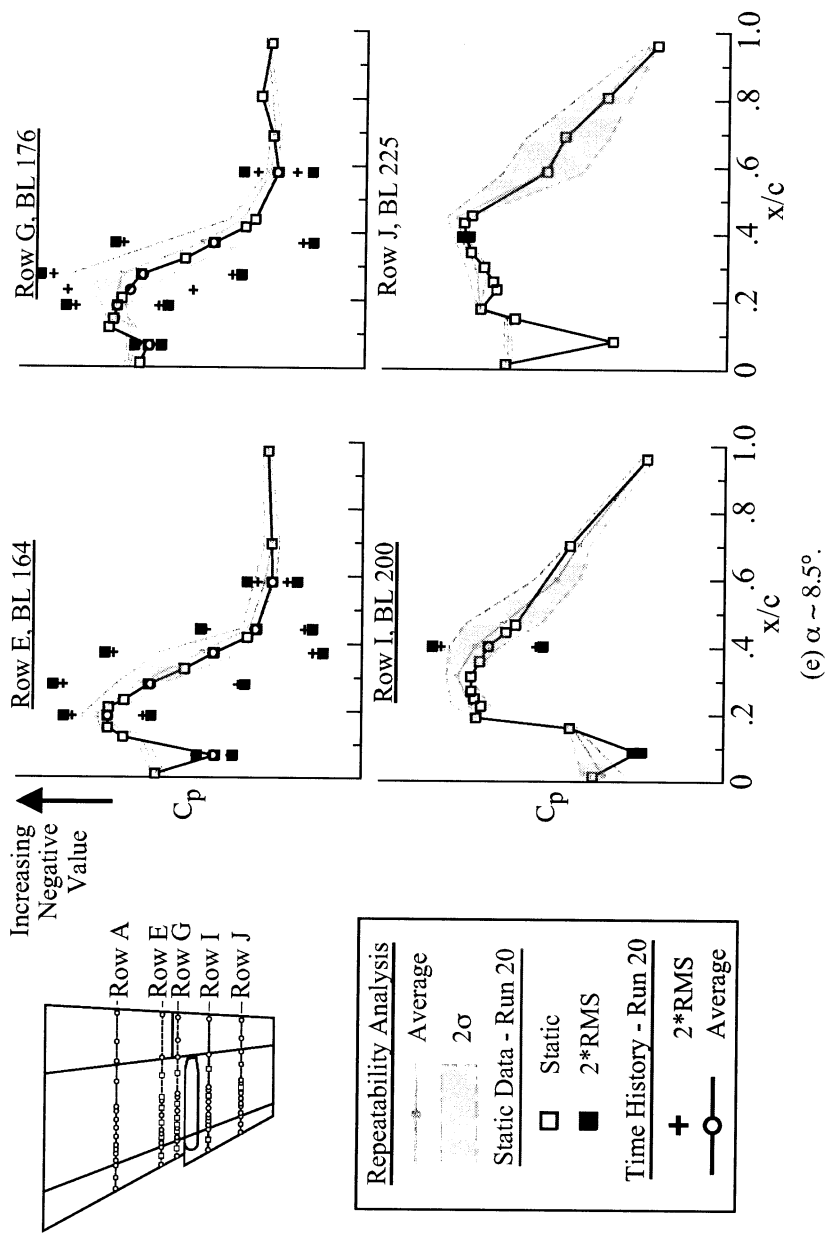 Increasing
Negative
Value
Row A
Row E
Row G
Row I
Row J
Repeatability Analysis
Average
2σ
Static Data - Run 20
Static
2*RMS
Time History - Run 20
2*RMS
Average
Row E, BL 164
Cp
Row G, BL 176
Row I, BL 200
Cp
0 .2 .4 .6 .8 1.0
x/c
Row J, BL 225
0 .2 .4 .6 .8 1.0
x/c
(e) α ~ 8.5°.